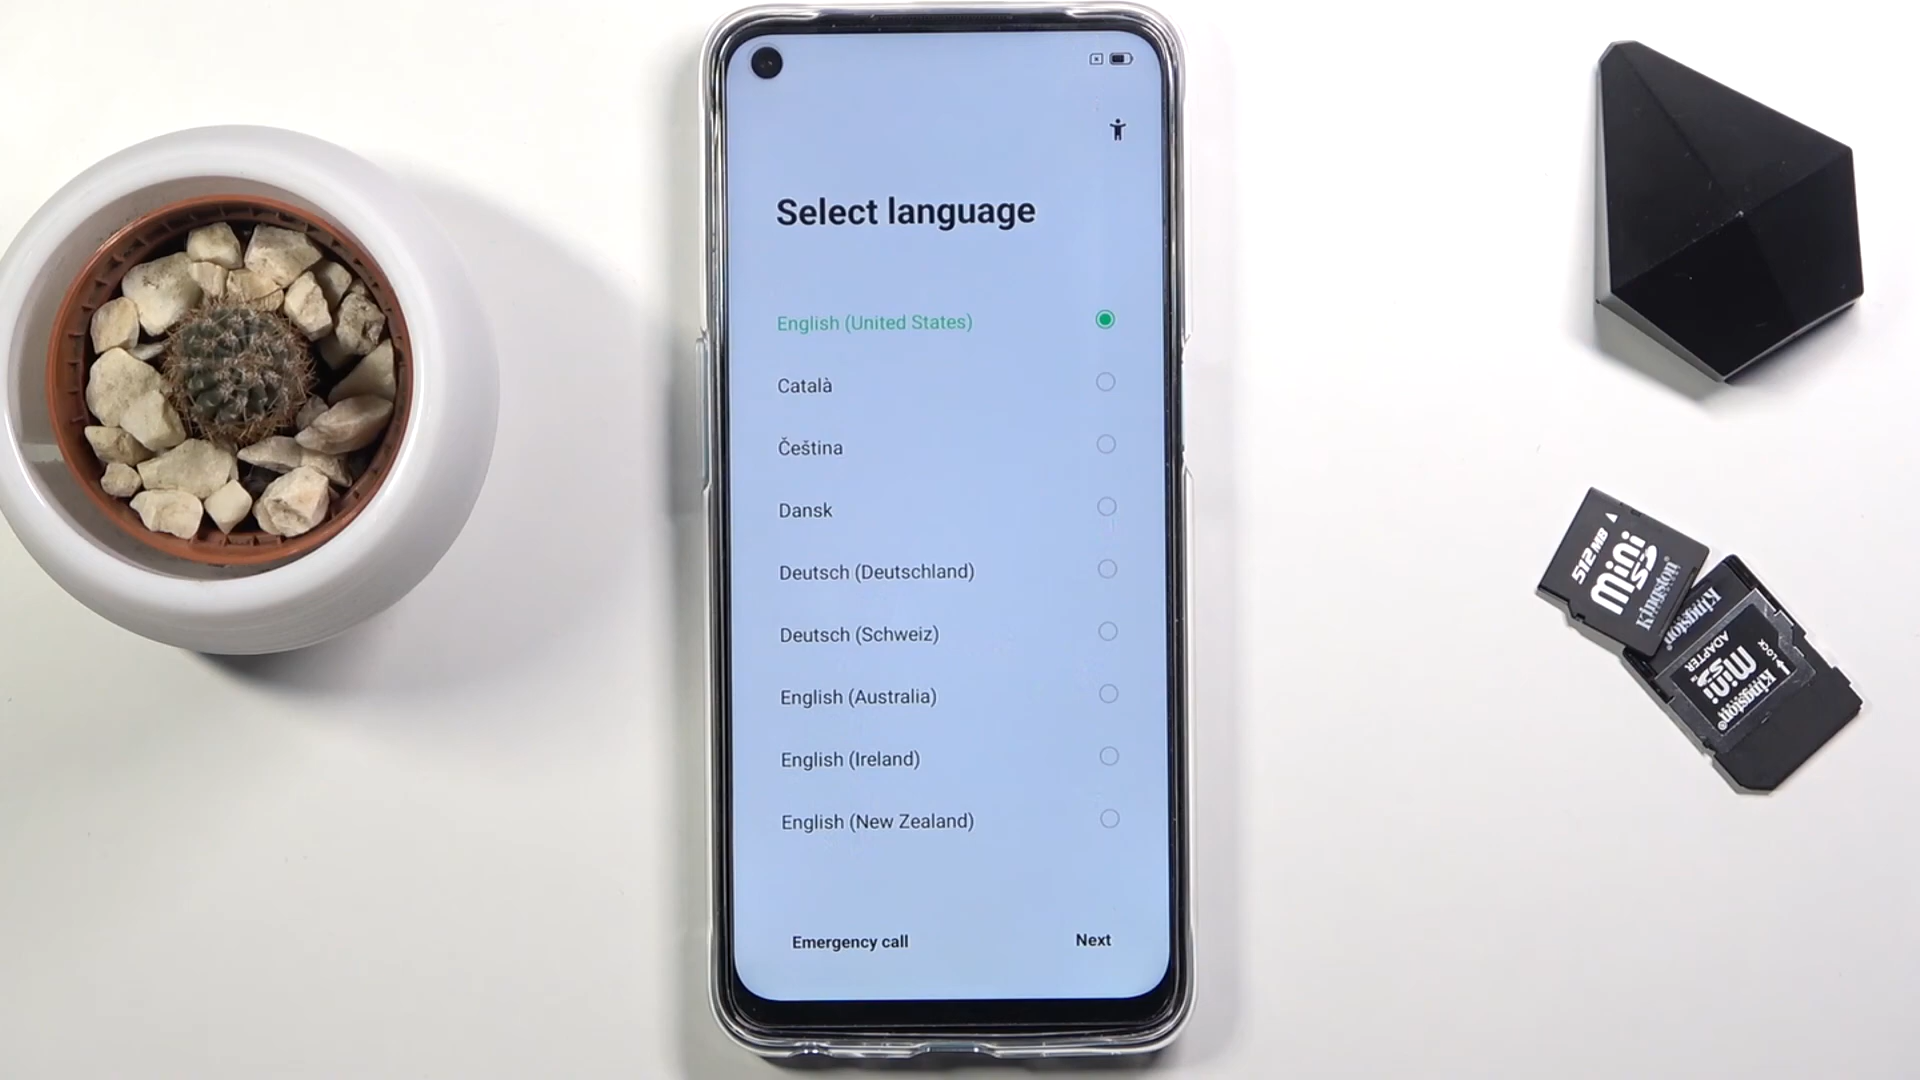 Select language
English (United States)
Català
Čeština
Dansk
Deutsch (Deutschland)
Deutsch (Schweiz)
English (Australia)
English (Ireland)
English (New Zealand)
Emergency call
Next
512 MB
mini
SD
Kingston
Kingston
ADAPTER
LOCK
mini
SD
Kingston